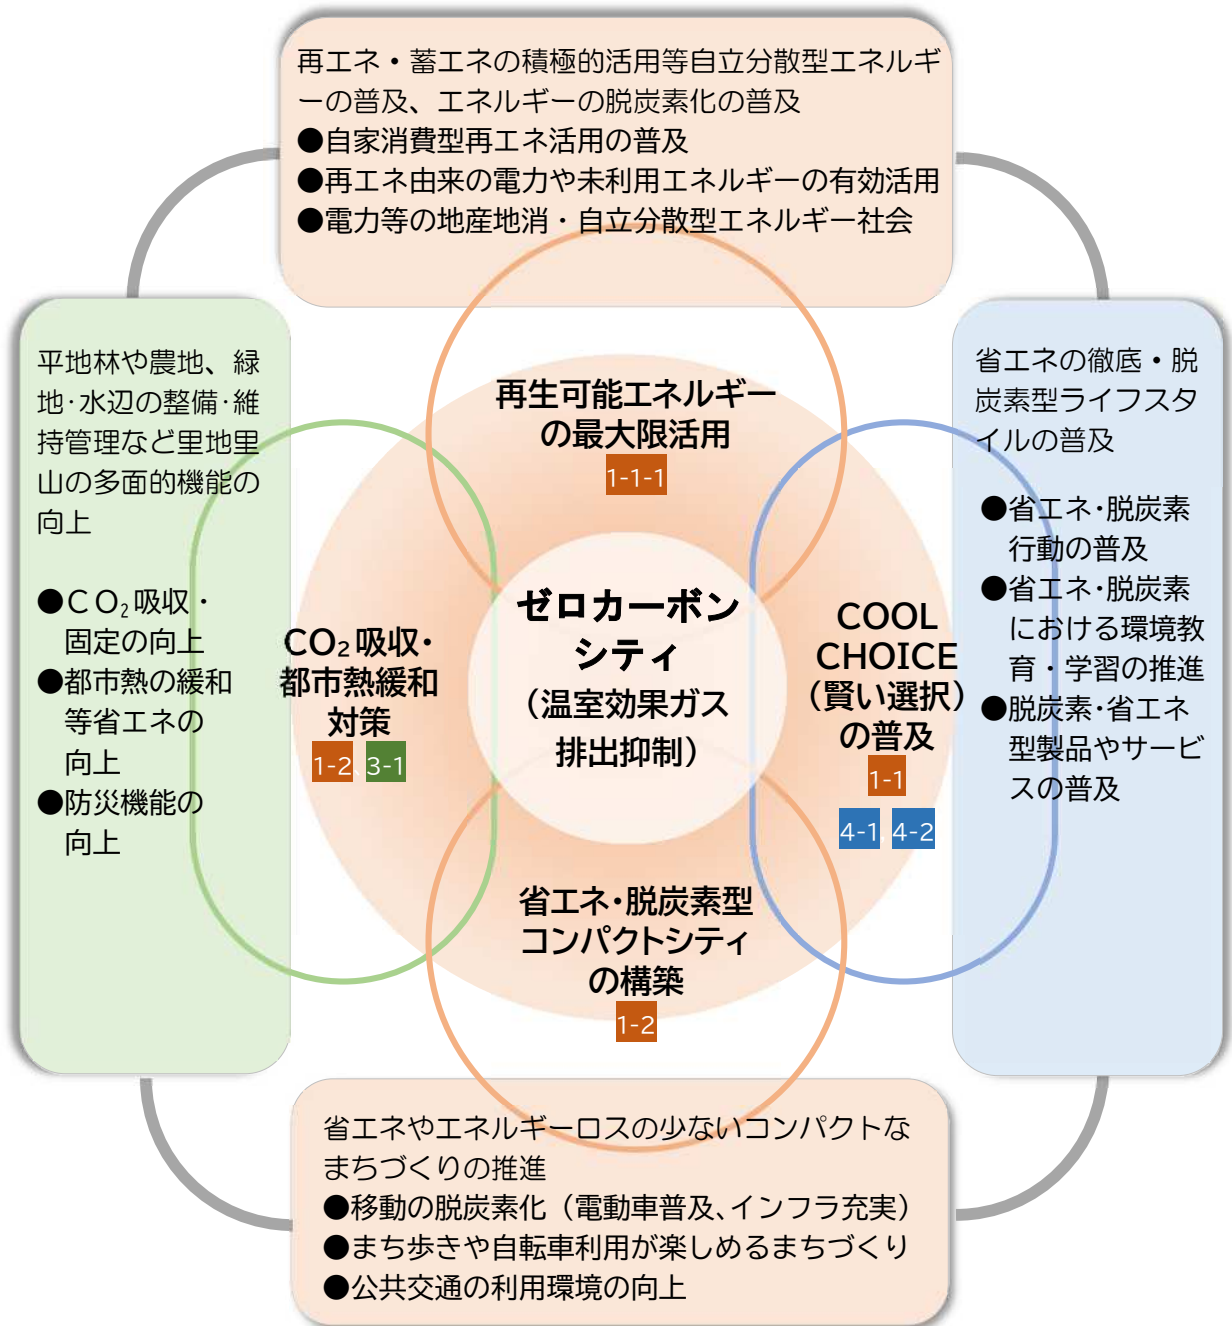 再エネ・蓄エネの積極的活用等自立分散型エネルギ
ーの普及、エネルギーの脱炭素化の普及
●自家消費型再エネ活用の普及
●再エネ由来の電力や未利用エネルギーの有効活用
●電力等の地産地消・自立分散型エネルギー社会
平地林や農地、緑
地･水辺の整備･維
持管理など里地里
山の多面的機能の
向上
●CO₂吸収・
固定の向上
●都市熱の緩和
等省エネの
向上
●防災機能の
向上
再生可能エネルギー
の最大限活用
1-1-1
CO₂吸収・
都市熱緩和
対策
1-2、3-1
ゼロカーボン
シティ
（温室効果ガス
排出抑制）
COOL
CHOICE
（賢い選択）
の普及
1-1
4-1、4-2
省エネ･脱炭素型
コンパクトシティ
の構築
1-2
省エネの徹底・脱
炭素型ライフスタ
イルの普及
●省エネ･脱炭素
行動の普及
●省エネ･脱炭素
における環境教
育・学習の推進
●脱炭素･省エネ
型製品やサービ
スの普及
省エネやエネルギーロスの少ないコンパクトな
まちづくりの推進
●移動の脱炭素化（電動車普及、インフラ充実）
●まち歩きや自転車利用が楽しめるまちづくり
●公共交通の利用環境の向上